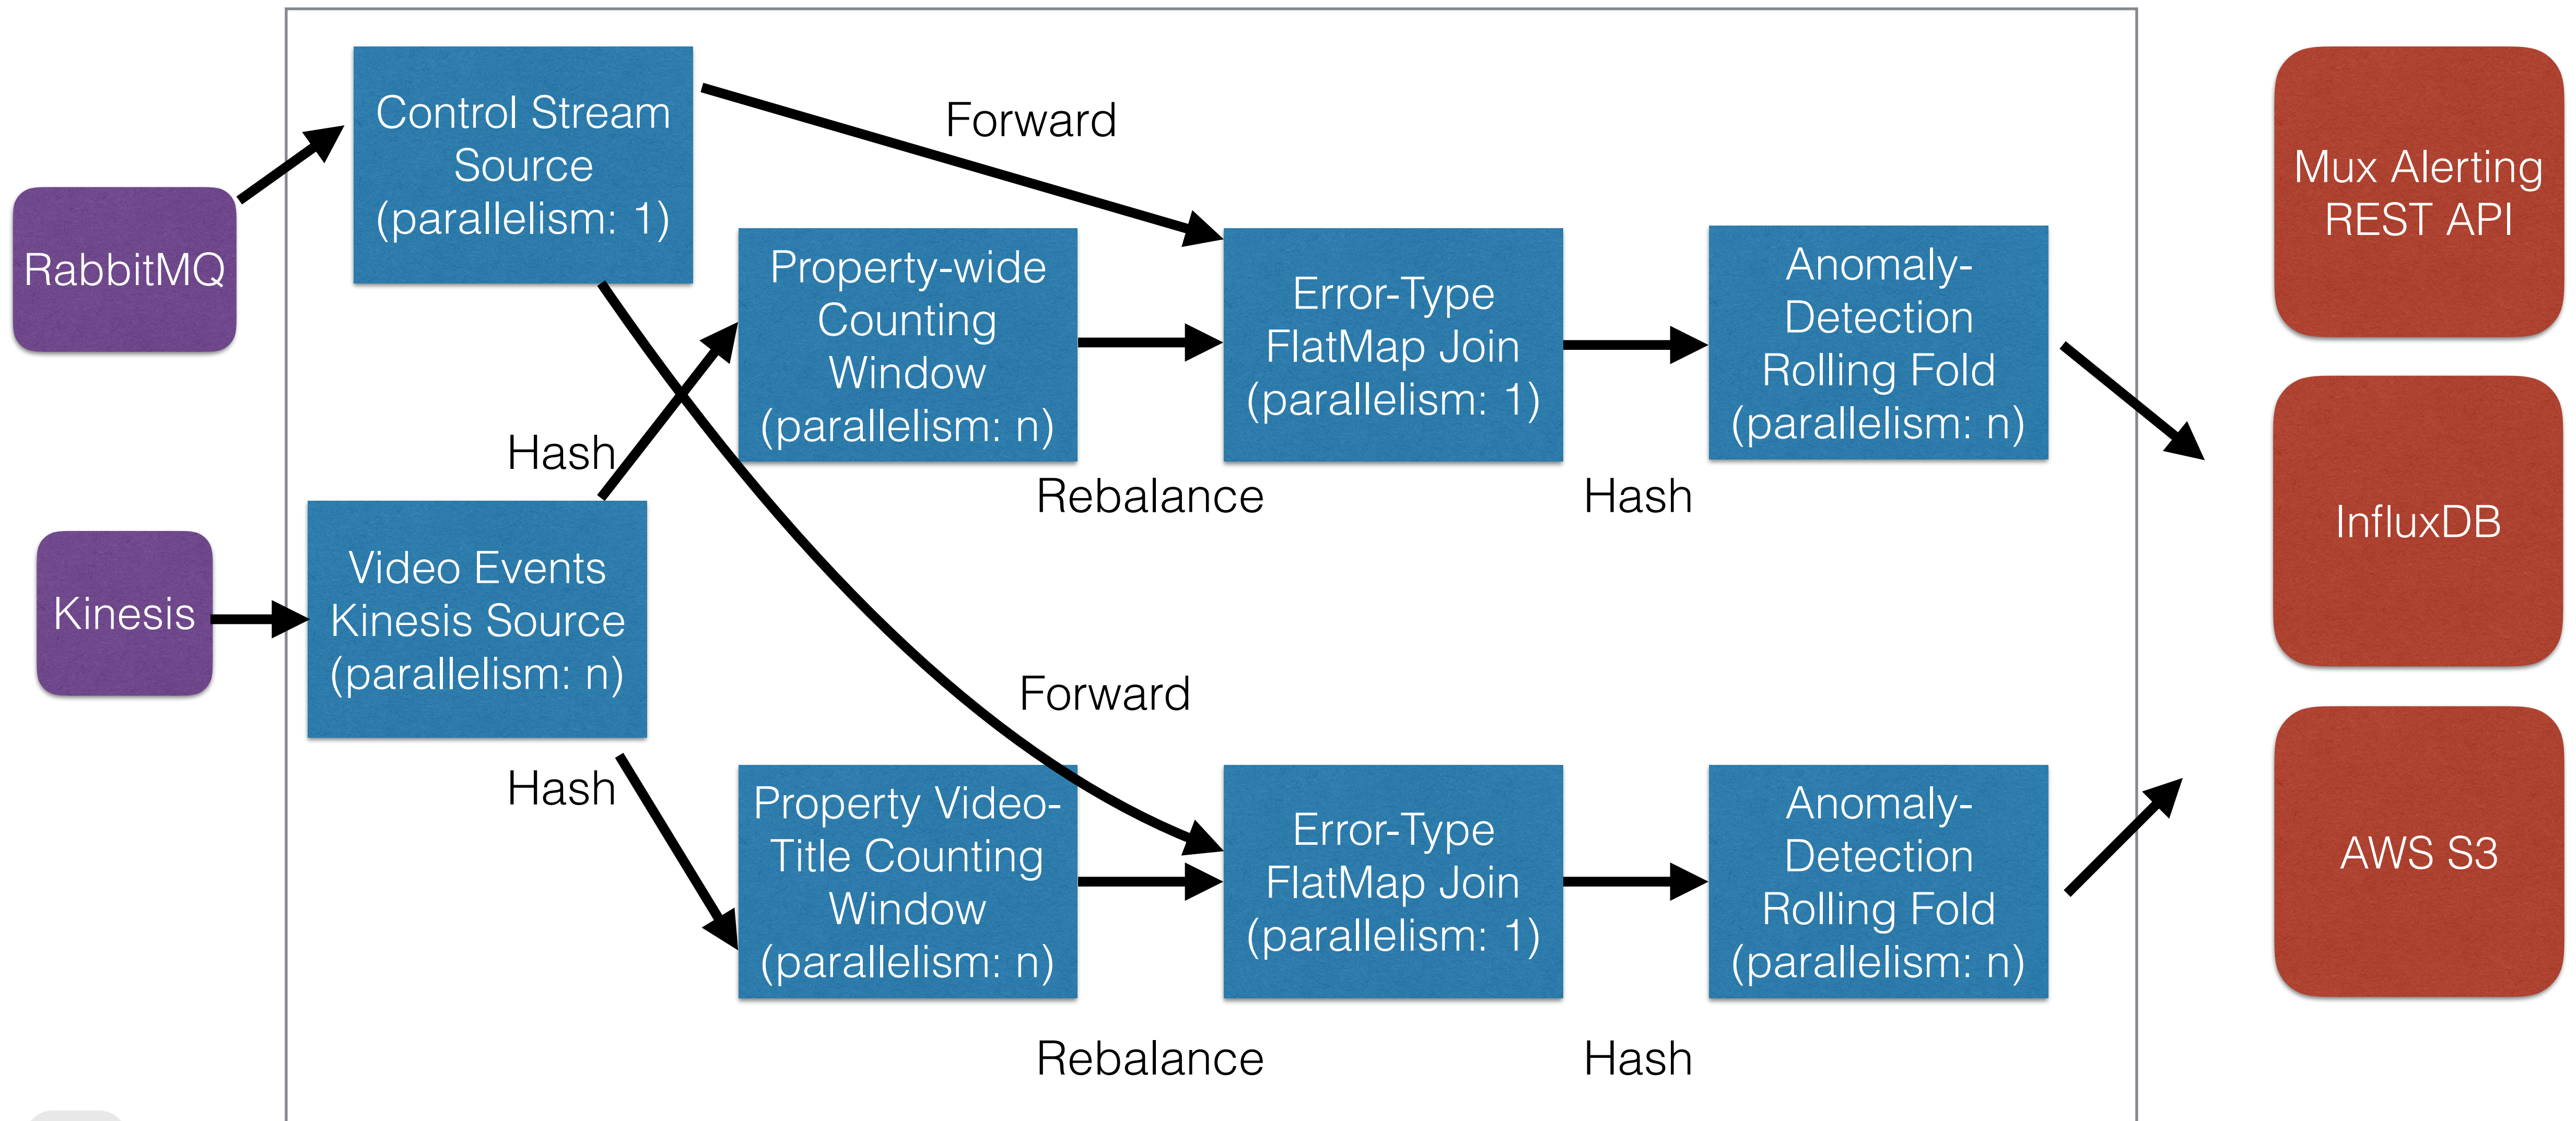 Control Stream
Source
(parallelism: 1)
Forward
RabbitMQ
Property-wide
Counting
Window
(parallelism: n)
Error-Type
FlatMap Join
(parallelism: 1)
Anomaly-
Detection
Rolling Fold
(parallelism: n)
Mux Alerting
REST API
Hash
Rebalance
Hash
InfluxDB
Kinesis
Video Events
Kinesis Source
(parallelism: n)
Forward
Hash
Property Video-
Title Counting
Window
(parallelism: n)
Error-Type
FlatMap Join
(parallelism: 1)
Anomaly-
Detection
Rolling Fold
(parallelism: n)
AWS S3
Rebalance
Hash